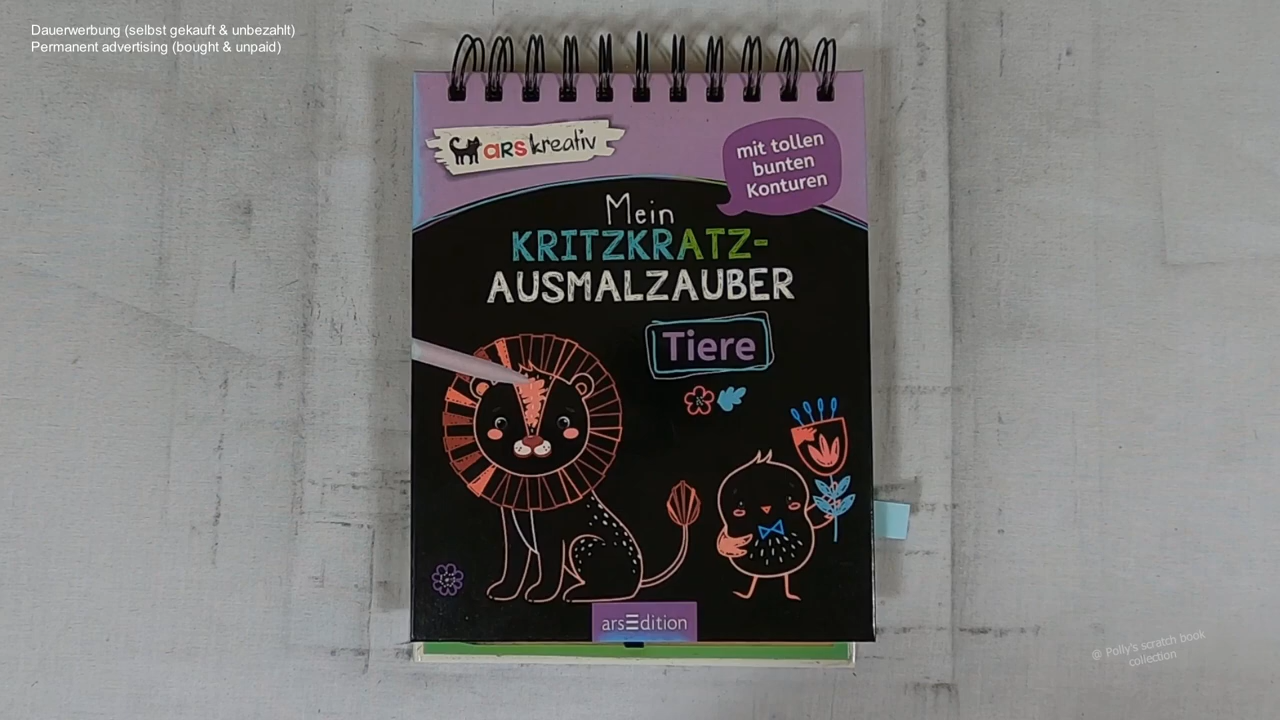 Dauerwerbung (selbst gekauft & unbezahlt)
Permanent advertising (bought & unpaid)
arskreativ
mit tollen
bunten
Konturen
Mein
KRITZKRATZ-
AUSMALZAUBER
Tiere
arsEdition
@ Polly's scratch book
collection